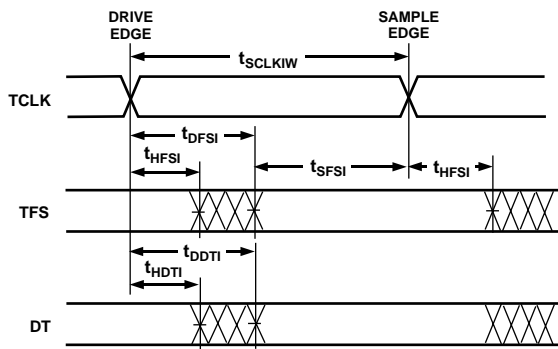 DRIVE
EDGE
SAMPLE
EDGE
tSCLKIW
TCLK
tDFSI
tHFSI
tSFSI
tHFSI
TFS
tDDTI
tHDTI
DT